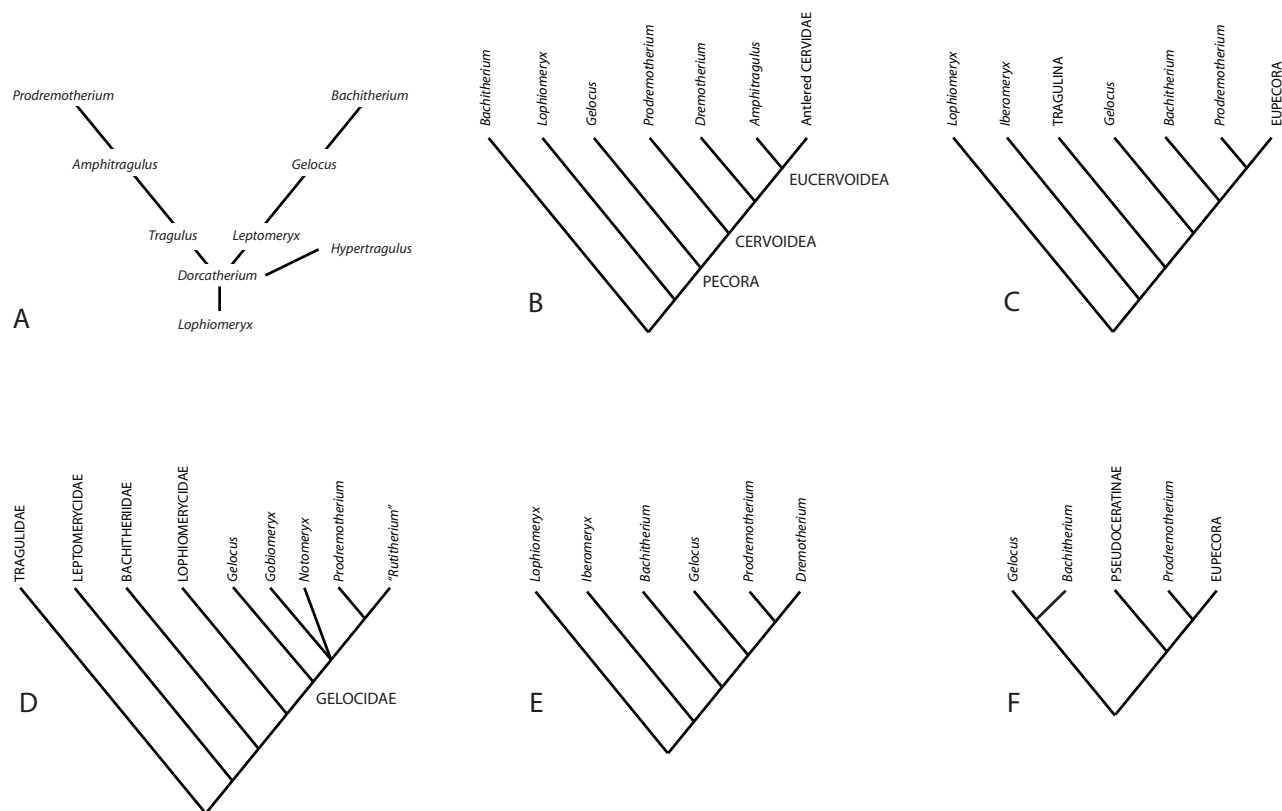 Prodremotherium
Bachitherium
Amphitragulus
Gelocus
Tragulus
Leptomeryx
Hypertragulus
Dorcatherium
Lophiomeryx
A
Bachitherium
Lophiomeryx
Gelocus
Prodremotherium
Dremotherium
Amphitragulus
Antlered CERVIDAE
EUCERVOIDEA
CERVOIDEA
PECORA
B
Lophiomeryx
Iberomeryx
TRAGULINA
Gelocus
Bachitherium
Prodremotherium
EUPECORA
C
TRAGULIDAE
LEPTOMERYCIDAE
BACHITHERIIDAE
LOPHIOMERYCIDAE
Gelocus
Gobiomeryx
Notomeryx
Prodremotherium
"Rutitherium"
GELOCIDAE
D
Lophiomeryx
Iberomeryx
Bachitherium
Gelocus
Prodremotherium
Dremotherium
E
Gelocus
Bachitherium
PSEUDOCERATINAE
Prodremotherium
EUPECORA
F